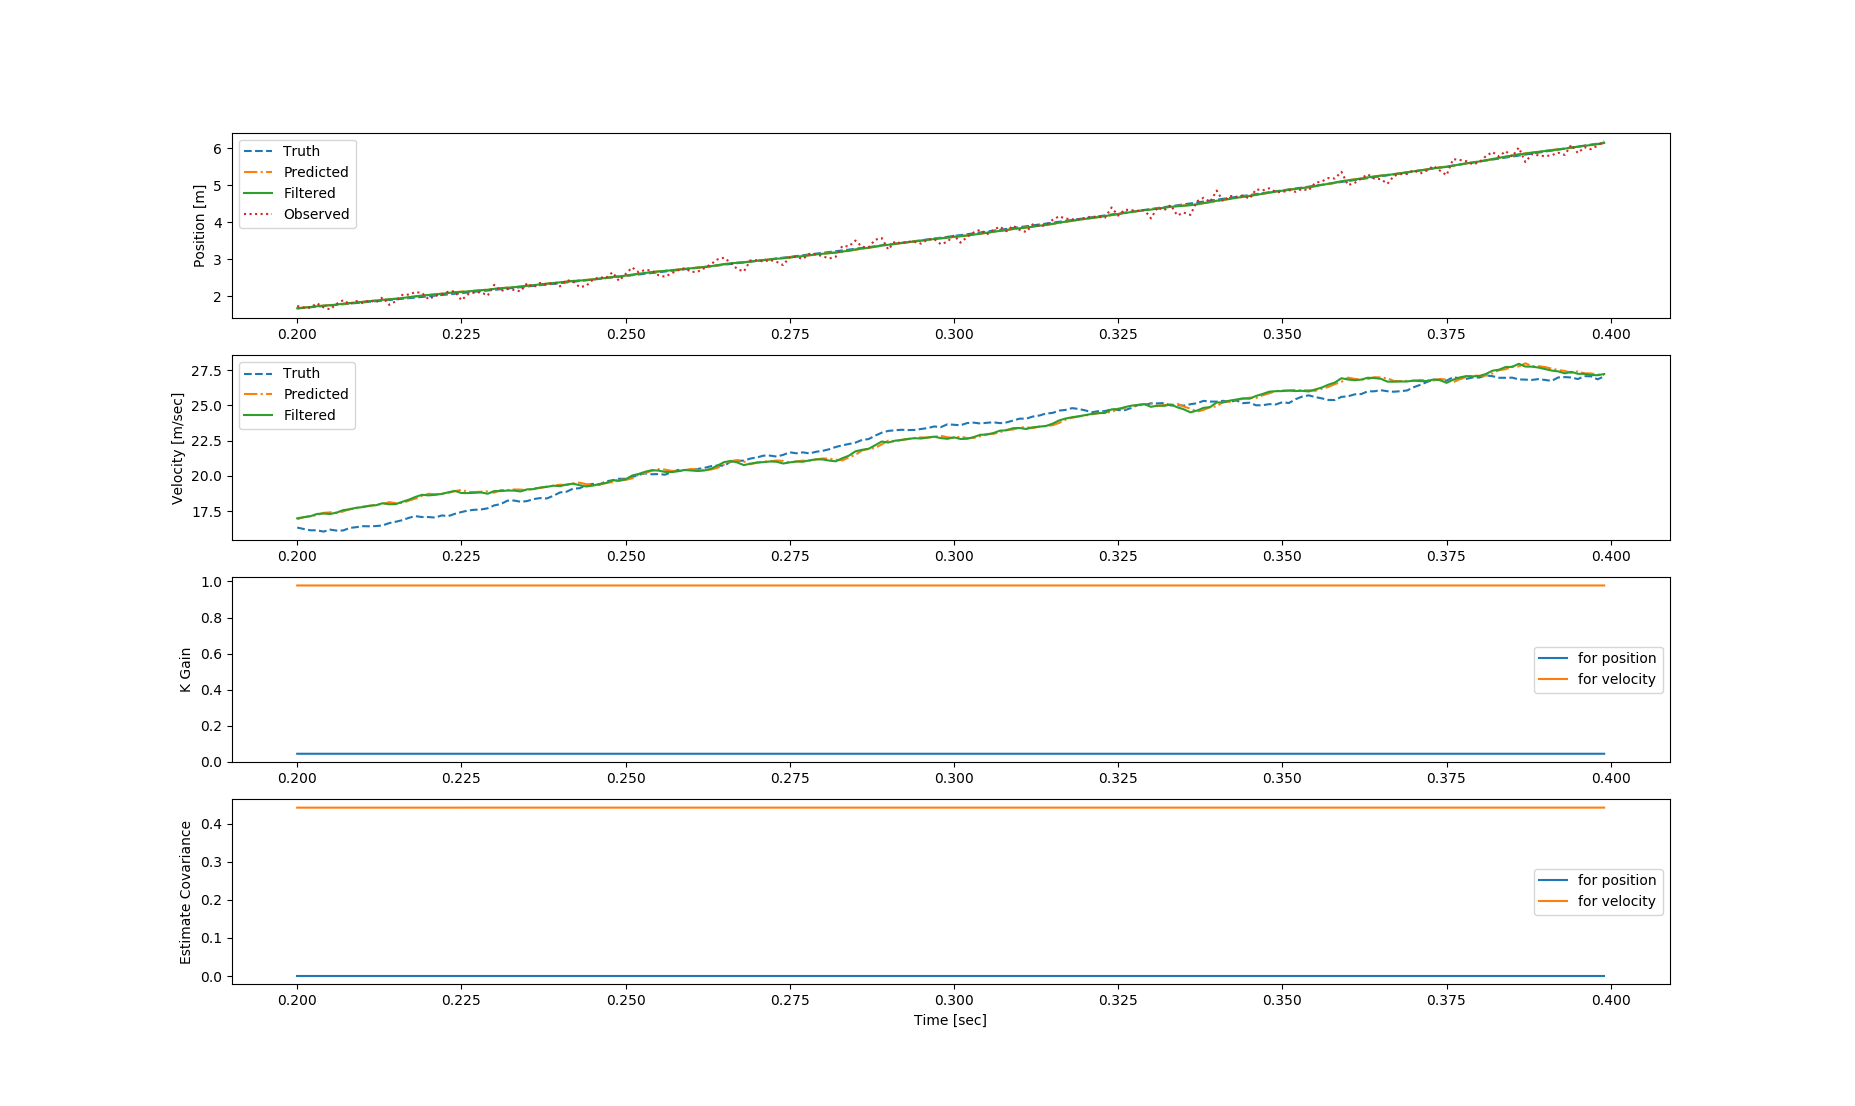 Position [m]
6
5
4
3
2
Truth
Predicted
Filtered
Observed
0.200 0.225 0.250 0.275 0.300 0.325 0.350 0.375 0.400
Velocity [m/sec]
27.5
25.0
22.5
20.0
17.5
Truth
Predicted
Filtered
0.200 0.225 0.250 0.275 0.300 0.325 0.350 0.375 0.400
K Gain
1.0
0.8
0.6
0.4
0.2
0.0
for position
for velocity
0.200 0.225 0.250 0.275 0.300 0.325 0.350 0.375 0.400
Estimate Covariance
0.4
0.3
0.2
0.1
0.0
for position
for velocity
0.200 0.225 0.250 0.275 0.300 0.325 0.350 0.375 0.400
Time [sec]